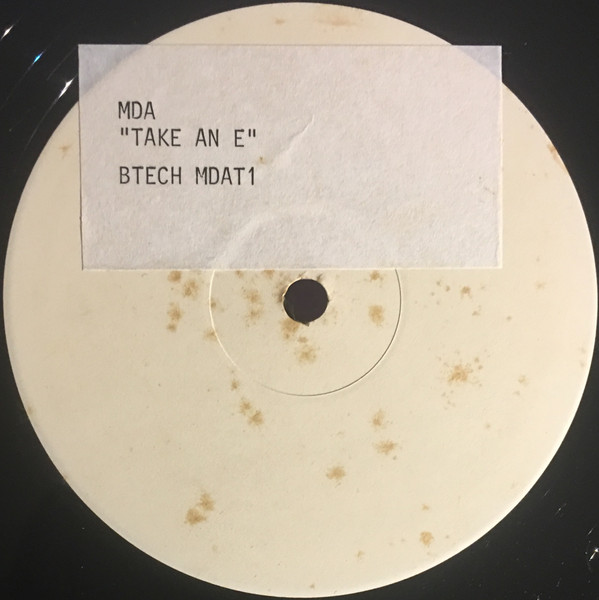 MDA
"TAKE AN E"
BTECH MDAT1